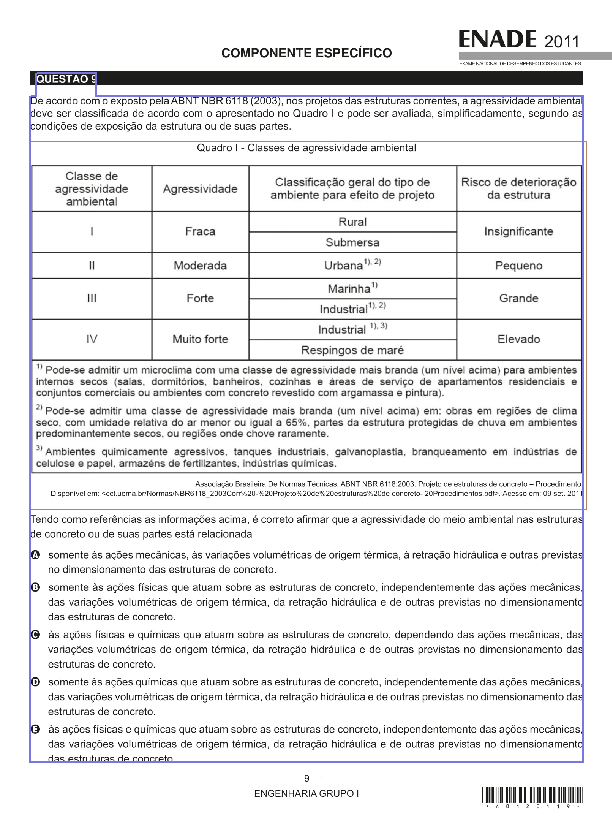 ENADE 2011
EXAME NACIONAL DE DESEMPENHO DOS ESTUDANTES
COMPONENTE ESPECÍFICO
QUESTÃO 9
De acordo com o exposto pela ABNT NBR 6118 (2003), nos projetos das estruturas correntes, a agressividade ambiental
deve ser classificada de acordo com o apresentado no Quadro I e pode ser avaliada, simplificadamente, segundo as
condições de exposição da estrutura ou de suas partes.
Quadro I - Classes de agressividade ambiental
Classe de agressividade ambiental
Agressividade
Classificação geral do tipo de ambiente para efeito de projeto
Risco de deterioração da estrutura
I
Fraca
Rural
Submersa
Insignificante
II
Moderada
Urbana 1), 2)
Pequeno
III
Forte
Marinha 1)
Industrial 1), 2)
Grande
IV
Muito forte
Industrial 1), 3)
Respingos de maré
Elevado
1) Pode-se admitir um microclima com uma classe de agressividade mais branda (um nível acima) para ambientes
internos secos (salas, dormitórios, banheiros, cozinhas e áreas de serviço de apartamentos residenciais e
conjuntos comerciais ou ambientes com concreto revestido com argamassa e pintura).
2) Pode-se admitir uma classe de agressividade mais branda (um nível acima) em: obras em regiões de clima
seco, com umidade relativa do ar menor ou igual a 65%, partes da estrutura protegidas de chuva em ambientes
predominantemente secos, ou regiões onde chove raramente.
3) Ambientes quimicamente agressivos, tanques industriais, galvanoplastia, branqueamento em indústrias de
celulose e papel, armazéns de fertilizantes, indústrias químicas.
Associação Brasileira De Normas Técnicas. ABNT NBR 6118:2003. Projeto de estruturas de concreto – Procedimento.
Disponível em: <ecl.uema.br/Normas/NBR6118_2003Corr%20-%20Projeto%20de%20estruturas%20de concreto-20Procedimentos.pdf>. Acesso em: 09 set. 2011
Tendo como referências as informações acima, é correto afirmar que a agressividade do meio ambiental nas estruturas
de concreto ou de suas partes está relacionada
A somente às ações mecânicas, às variações volumétricas de origem térmica, à retração hidráulica e outras previstas
no dimensionamento das estruturas de concreto.
B somente às ações físicas que atuam sobre as estruturas de concreto, independentemente das ações mecânicas,
das variações volumétricas de origem térmica, da retração hidráulica e de outras previstas no dimensionamento
das estruturas de concreto.
C às ações físicas e químicas que atuam sobre as estruturas de concreto, dependendo das ações mecânicas, das
variações volumétricas de origem térmica, da retração hidráulica e de outras previstas no dimensionamento das
estruturas de concreto.
D somente às ações químicas que atuam sobre as estruturas de concreto, independentemente das ações mecânicas,
das variações volumétricas de origem térmica, da retração hidráulica e de outras previstas no dimensionamento das
estruturas de concreto.
E às ações físicas e químicas que atuam sobre as estruturas de concreto, independentemente das ações mecânicas,
das variações volumétricas de origem térmica, da retração hidráulica e de outras previstas no dimensionamento
das estruturas de concreto.
9
ENGENHARIA GRUPO I